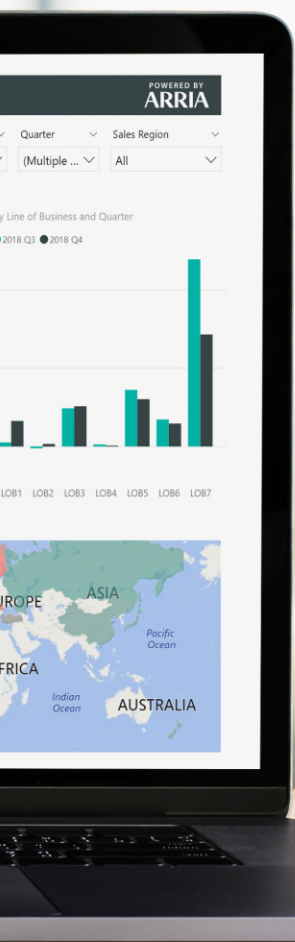 POWERED BY
ARRIA
Quarter
Sales Region
(Multiple ...
All
y Line of Business and Quarter
2018 Q3
2018 Q4
LOB1 LOB2 LOB3 LOB4 LOB5 LOB6 LOB7
UROPE
ASIA
Pacific
Ocean
FRICA
Indian
Ocean
AUSTRALIA